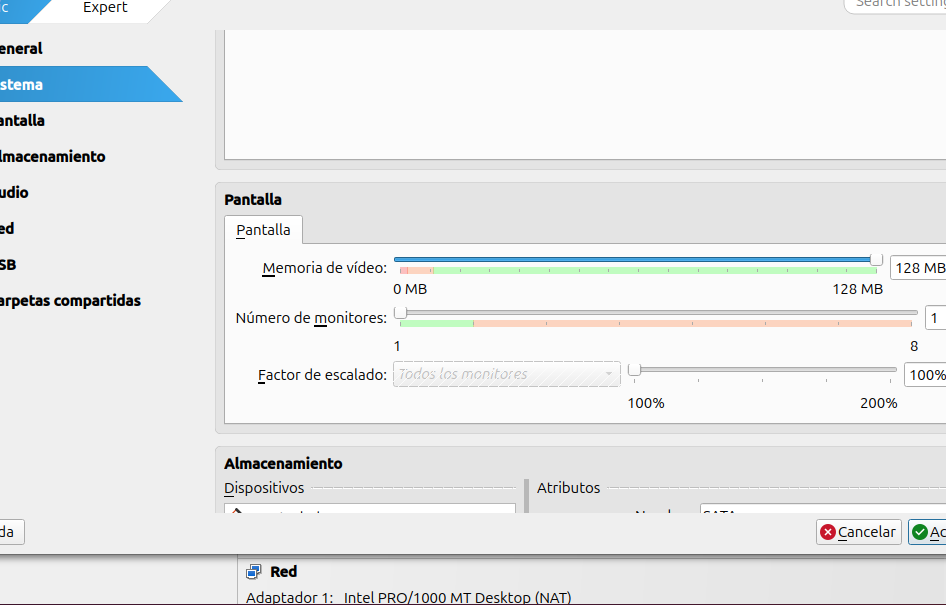 ic
Expert
Search setting
eneral
stema
antalla
lmacenamiento
udio
ed
SB
arpetas compartidas
Pantalla
Pantalla
Memoria de vídeo:
128 MB
0 MB
128 MB
Número de monitores:
1
1
8
Factor de escalado:
Todos los monitores
100%
100%
200%
Almacenamiento
Dispositivos
Atributos
SATA
da
Cancelar
Ac
Red
Adaptador 1: Intel PRO/1000 MT Desktop (NAT)